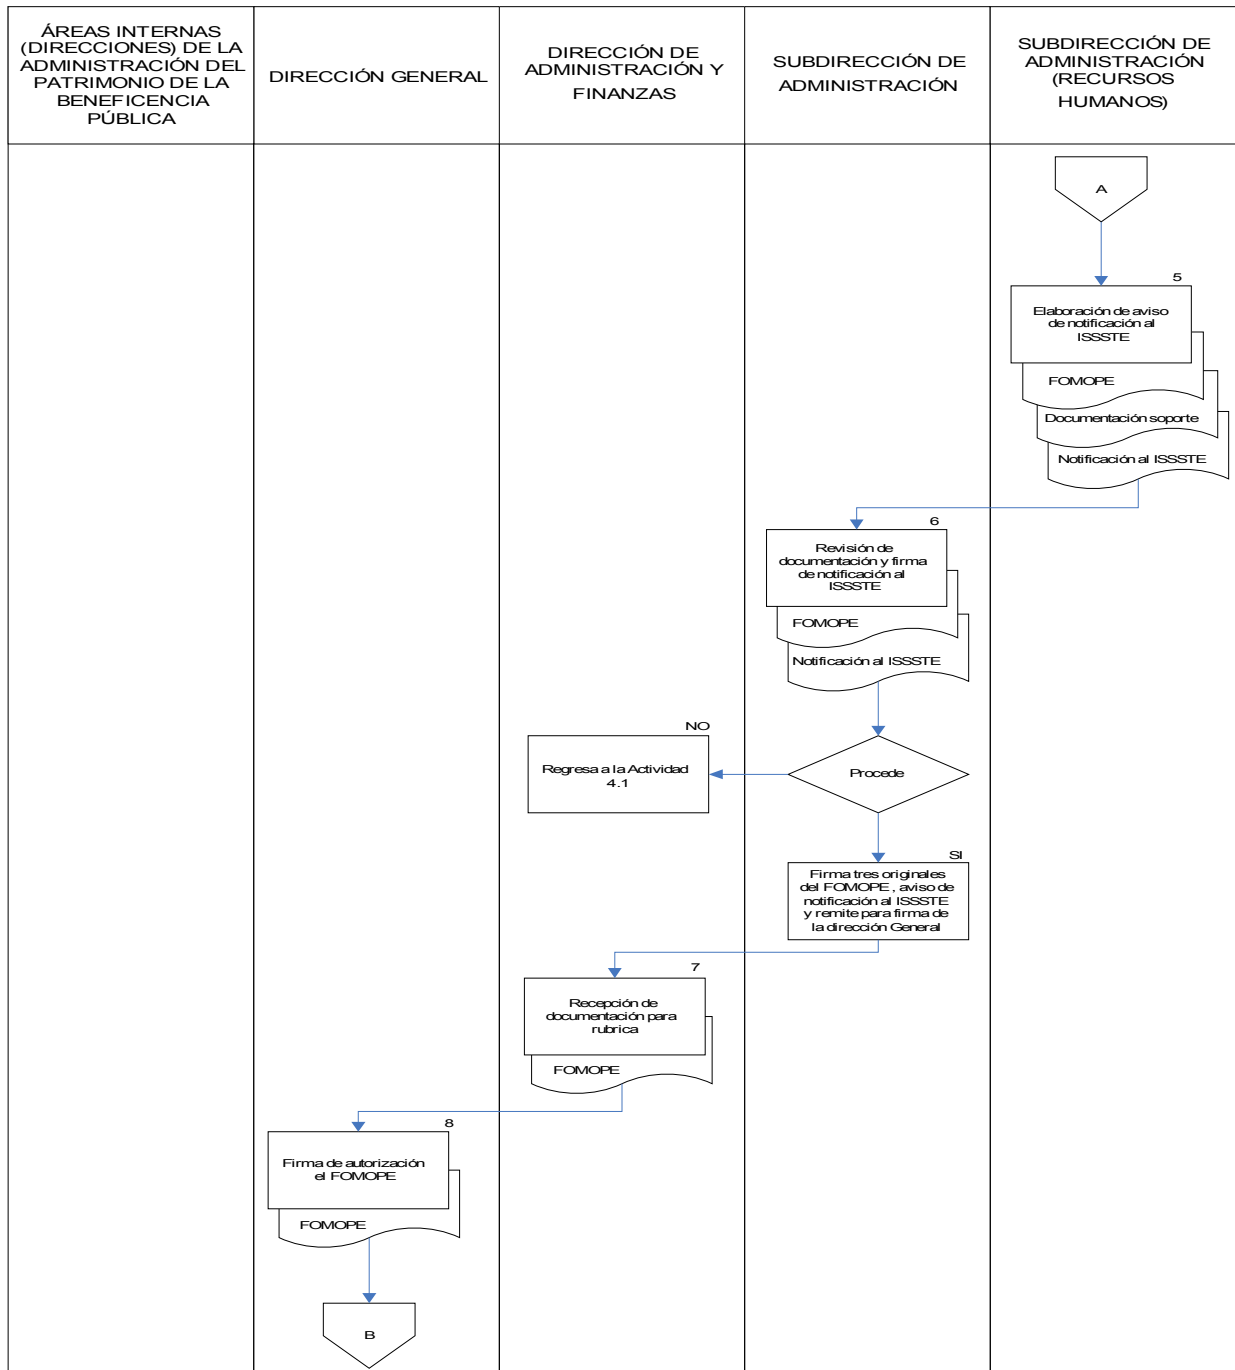 ÁREAS INTERNAS
(DIRECCIONES) DE LA
ADMINISTRACIÓN DEL
PATRIMONIO DE LA
BENEFICENCIA
PÚBLICA
DIRECCIÓN GENERAL
DIRECCIÓN DE
ADMINISTRACIÓN Y
FINANZAS
SUBDIRECCIÓN DE
ADMINISTRACIÓN
SUBDIRECCIÓN DE
ADMINISTRACIÓN
(RECURSOS
HUMANOS)
A
5
Elaboración de aviso
de notificación al
ISSSTE
FOMOPE
Documentación soporte
Notificación al ISSSTE
6
Revisión de
documentación y firma
de notificación al
ISSSTE
FOMOPE
Notificación al ISSSTE
Procede
NO
Regresa a la Actividad
4.1
SI
Firma tres originales
del FOMOPE , aviso de
notificación al ISSSTE
y remite para firma de
la dirección General
7
Recepción de
documentación para
rubrica
FOMOPE
8
Firma de autorización
el FOMOPE
FOMOPE
B